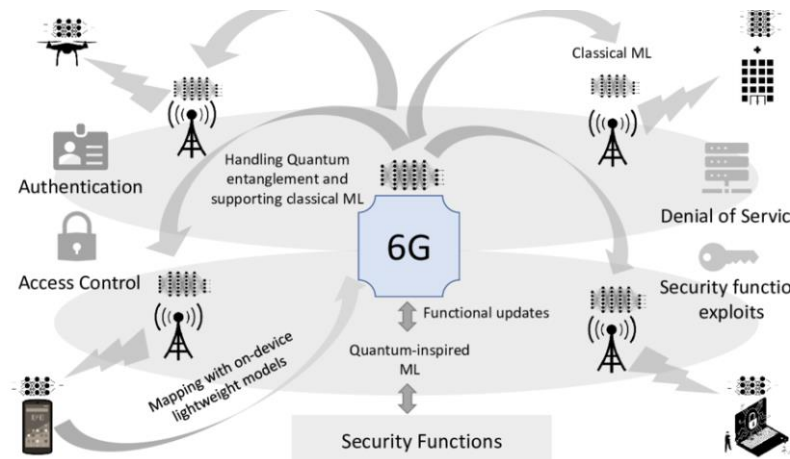 Classical ML
+
Authentication
Handling Quantum
entanglement and
supporting classical ML
Denial of Servic
6G
Access Control
Security functio
exploits
Functional updates
Mapping with on-device
lightweight models
Quantum-inspired
ML
Security Functions